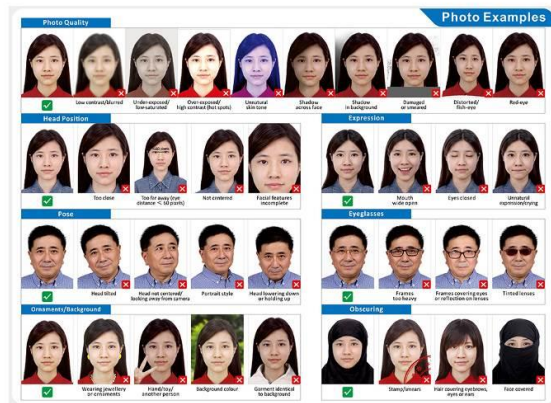 Photo Examples
Photo Quality
Low contrast/blurred
Under-exposed/
low-saturated
Over-exposed/
high contrast (hot spots)
Unnatural
skin tone
Shadow
across face
Shadow
in background
Damaged
or smeared
Distorted/
fish-eye
Red-eye
Head Position
Too close
Too far away (eye
distance < 60 pixels)
Not centered
Facial features
incomplete
Expression
Mouth
wide open
Eyes closed
Unnatural
expression/crying
Pose
Head tilted
Head not centered/
looking away from camera
Portrait style
Head lowering down
or holding up
Eyeglasses
Frames
too heavy
Frames covering eyes
or reflection on lenses
Tinted lenses
Ornaments/Background
Wearing jewellery
or ornaments
Hand/toy/
another person
Background colour
Garment identical
to background
Obscuring
Stamp/smears
Hair covering eyebrows,
eyes or ears
Face covered